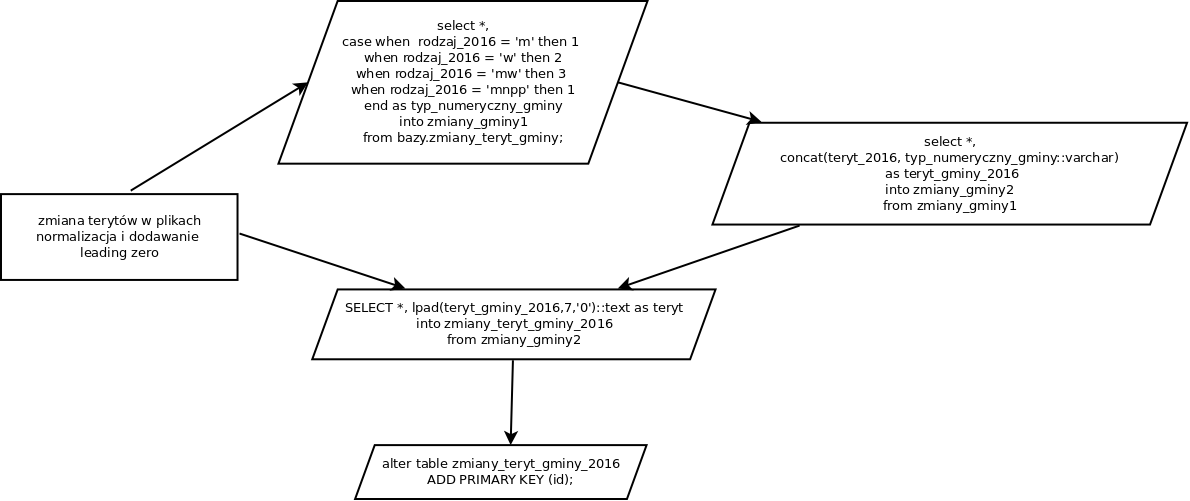 select *,
case when  rodzaj_2016 = 'm' then 1
when rodzaj_2016 = 'w' then 2
when rodzaj_2016 = 'mw' then 3
when rodzaj_2016 = 'mnpp' then 1
end as typ_numeryczny_gminy
into zmiany_gminy1
from bazy.zmiany_teryt_gminy;
select *,
concat(teryt_2016, typ_numeryczny_gminy::varchar)
as teryt_gminy_2016
into zmiany_gminy2
from zmiany_gminy1
zmiana terytów w plikach
normalizacja i dodawanie
leading zero
SELECT *, lpad(teryt_gminy_2016,7,'0')::text as teryt
into zmiany_teryt_gminy_2016
from zmiany_gminy2
alter table zmiany_teryt_gminy_2016
ADD PRIMARY KEY (id);